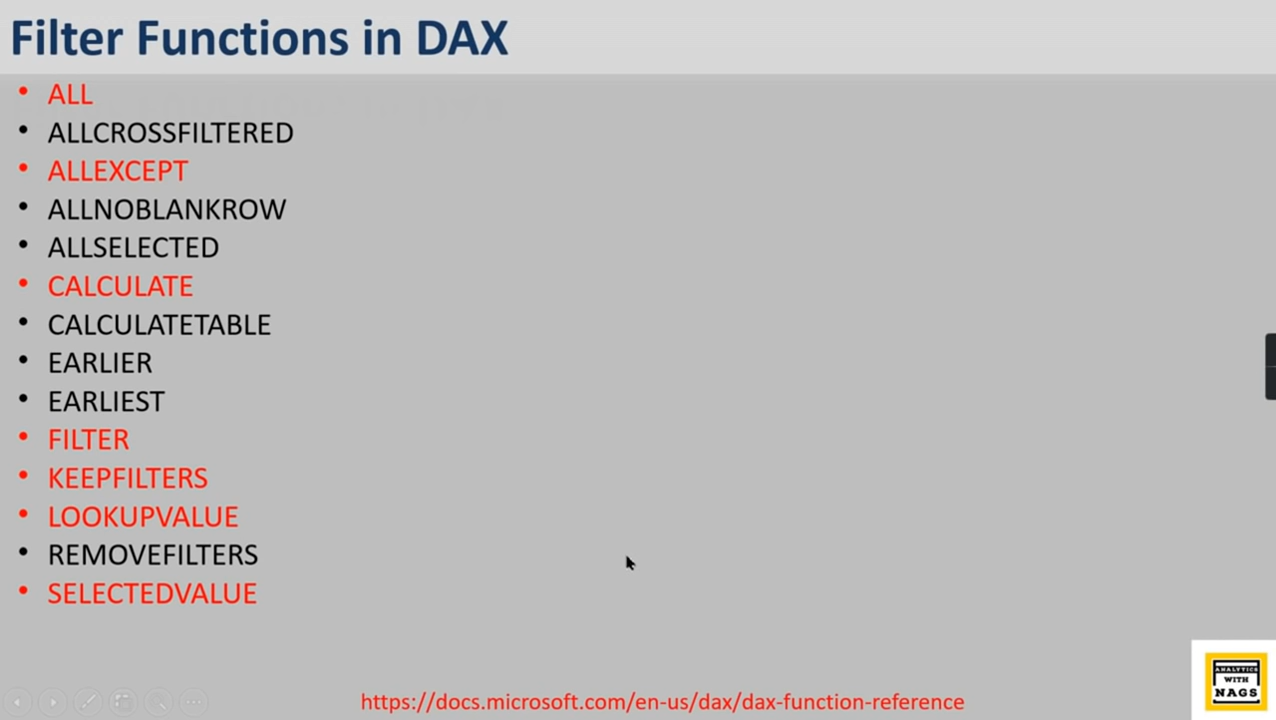 Filter Functions in DAX
• ALL
• ALLCROSSFILTERED
• ALLEXCEPT
• ALLNOBLANKROW
• ALLSELECTED
• CALCULATE
• CALCULATETABLE
• EARLIER
• EARLIEST
• FILTER
• KEEPFILTERS
• LOOKUPVALUE
• REMOVEFILTERS
• SELECTEDVALUE
https://docs.microsoft.com/en-us/dax/dax-function-reference
ANALYTICS
WITH
NAGS